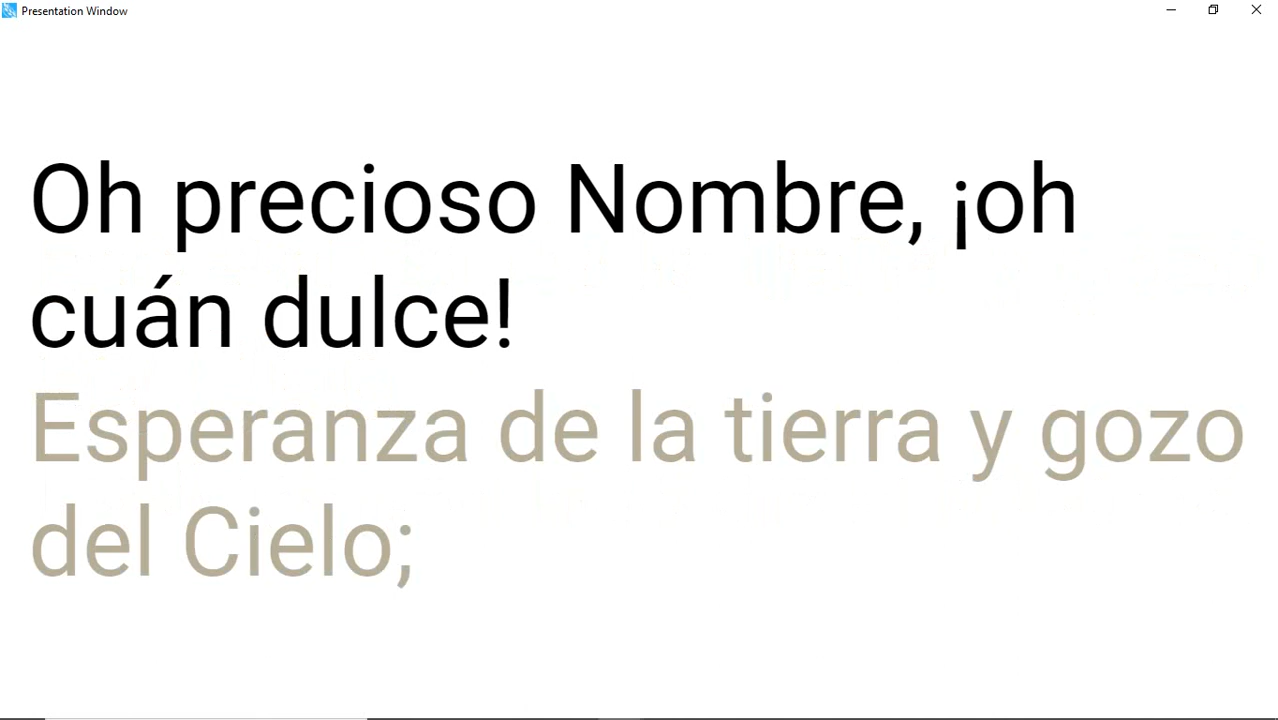 Presentation Window
Oh precioso Nombre, ¡oh
cuán dulce!
Esperanza de la tierra y gozo
del Cielo;